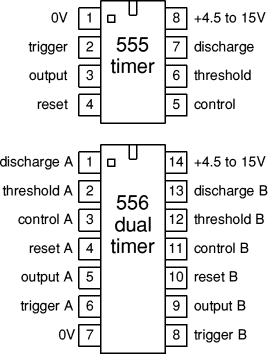 0V 1 8 +4.5 to 15V
trigger 2 555 7 discharge
output 3 timer 6 threshold
reset 4 5 control
discharge A 1 14 +4.5 to 15V
threshold A 2 13 discharge B
control A 3 556 12 threshold B
reset A 4 dual 11 control B
output A 5 timer 10 reset B
trigger A 6 9 output B
0V 7 8 trigger B